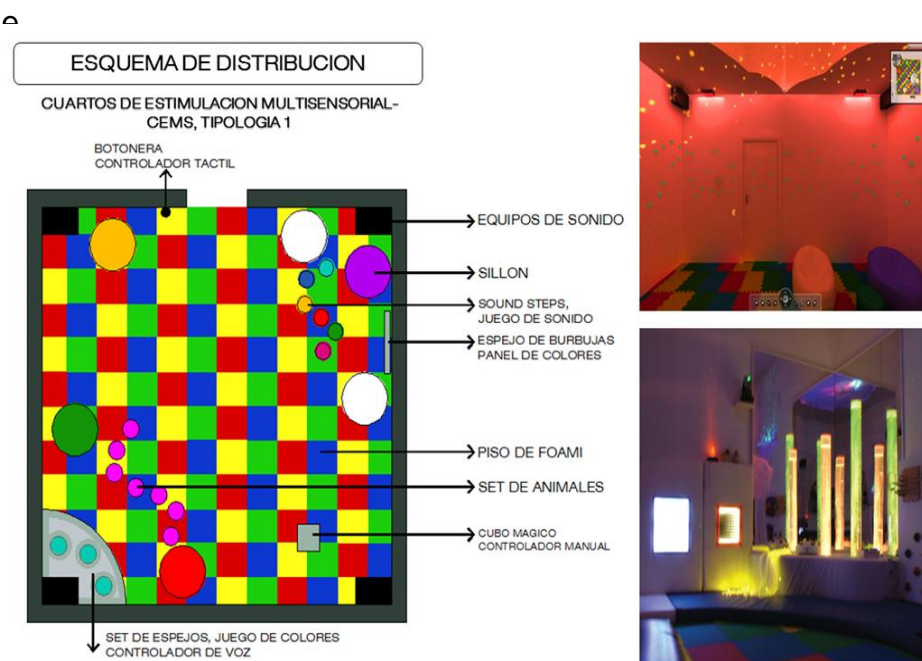 e
ESQUEMA DE DISTRIBUCION
CUARTOS DE ESTIMULACION MULTISENSORIAL-
CEMS, TIPOLOGIA 1
BOTONERA
CONTROLADOR TACTIL
EQUIPOS DE SONIDO
SILLON
SOUND STEPS,
JUEGO DE SONIDO
ESPEJO DE BURBUJAS
PANEL DE COLORES
PISO DE FOAMI
SET DE ANIMALES
CUBO MAGICO
CONTROLADOR MANUAL
SET DE ESPEJOS, JUEGO DE COLORES
CONTROLADOR DE VOZ